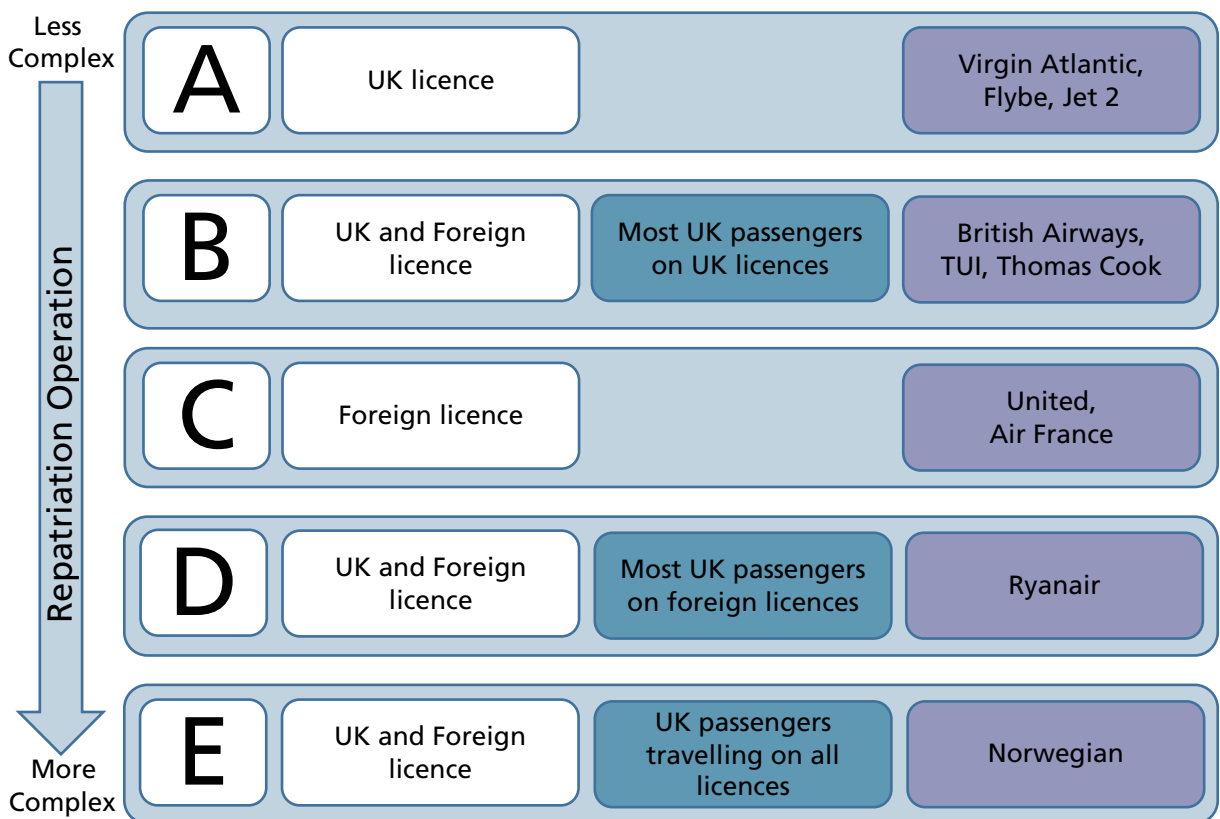 Less
Complex
Repatriation Operation
More
Complex
A
UK licence
Virgin Atlantic,
Flybe, Jet 2
B
UK and Foreign
licence
Most UK passengers
on UK licences
British Airways,
TUI, Thomas Cook
C
Foreign licence
United,
Air France
D
UK and Foreign
licence
Most UK passengers
on foreign licences
Ryanair
E
UK and Foreign
licence
UK passengers
travelling on all
licences
Norwegian